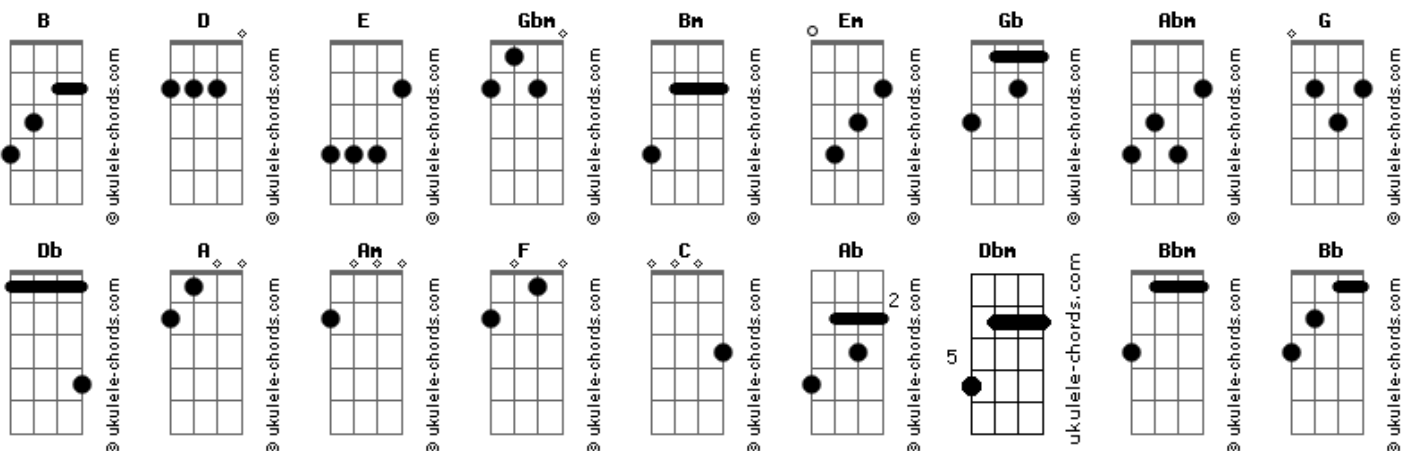 B D E Gbm Bm Em Gb Abm G
© ukulele-chords.com © ukulele-chords.com © ukulele-chords.com © ukulele-chords.com © ukulele-chords.com © ukulele-chords.com © ukulele-chords.com © ukulele-chords.com © ukulele-chords.com
Db A Am F C Ab Dbm Bbm Bb
2
5
© ukulele-chords.com © ukulele-chords.com © ukulele-chords.com © ukulele-chords.com © ukulele-chords.com © ukulele-chords.com ukulele-chords.com © ukulele-chords.com © ukulele-chords.com